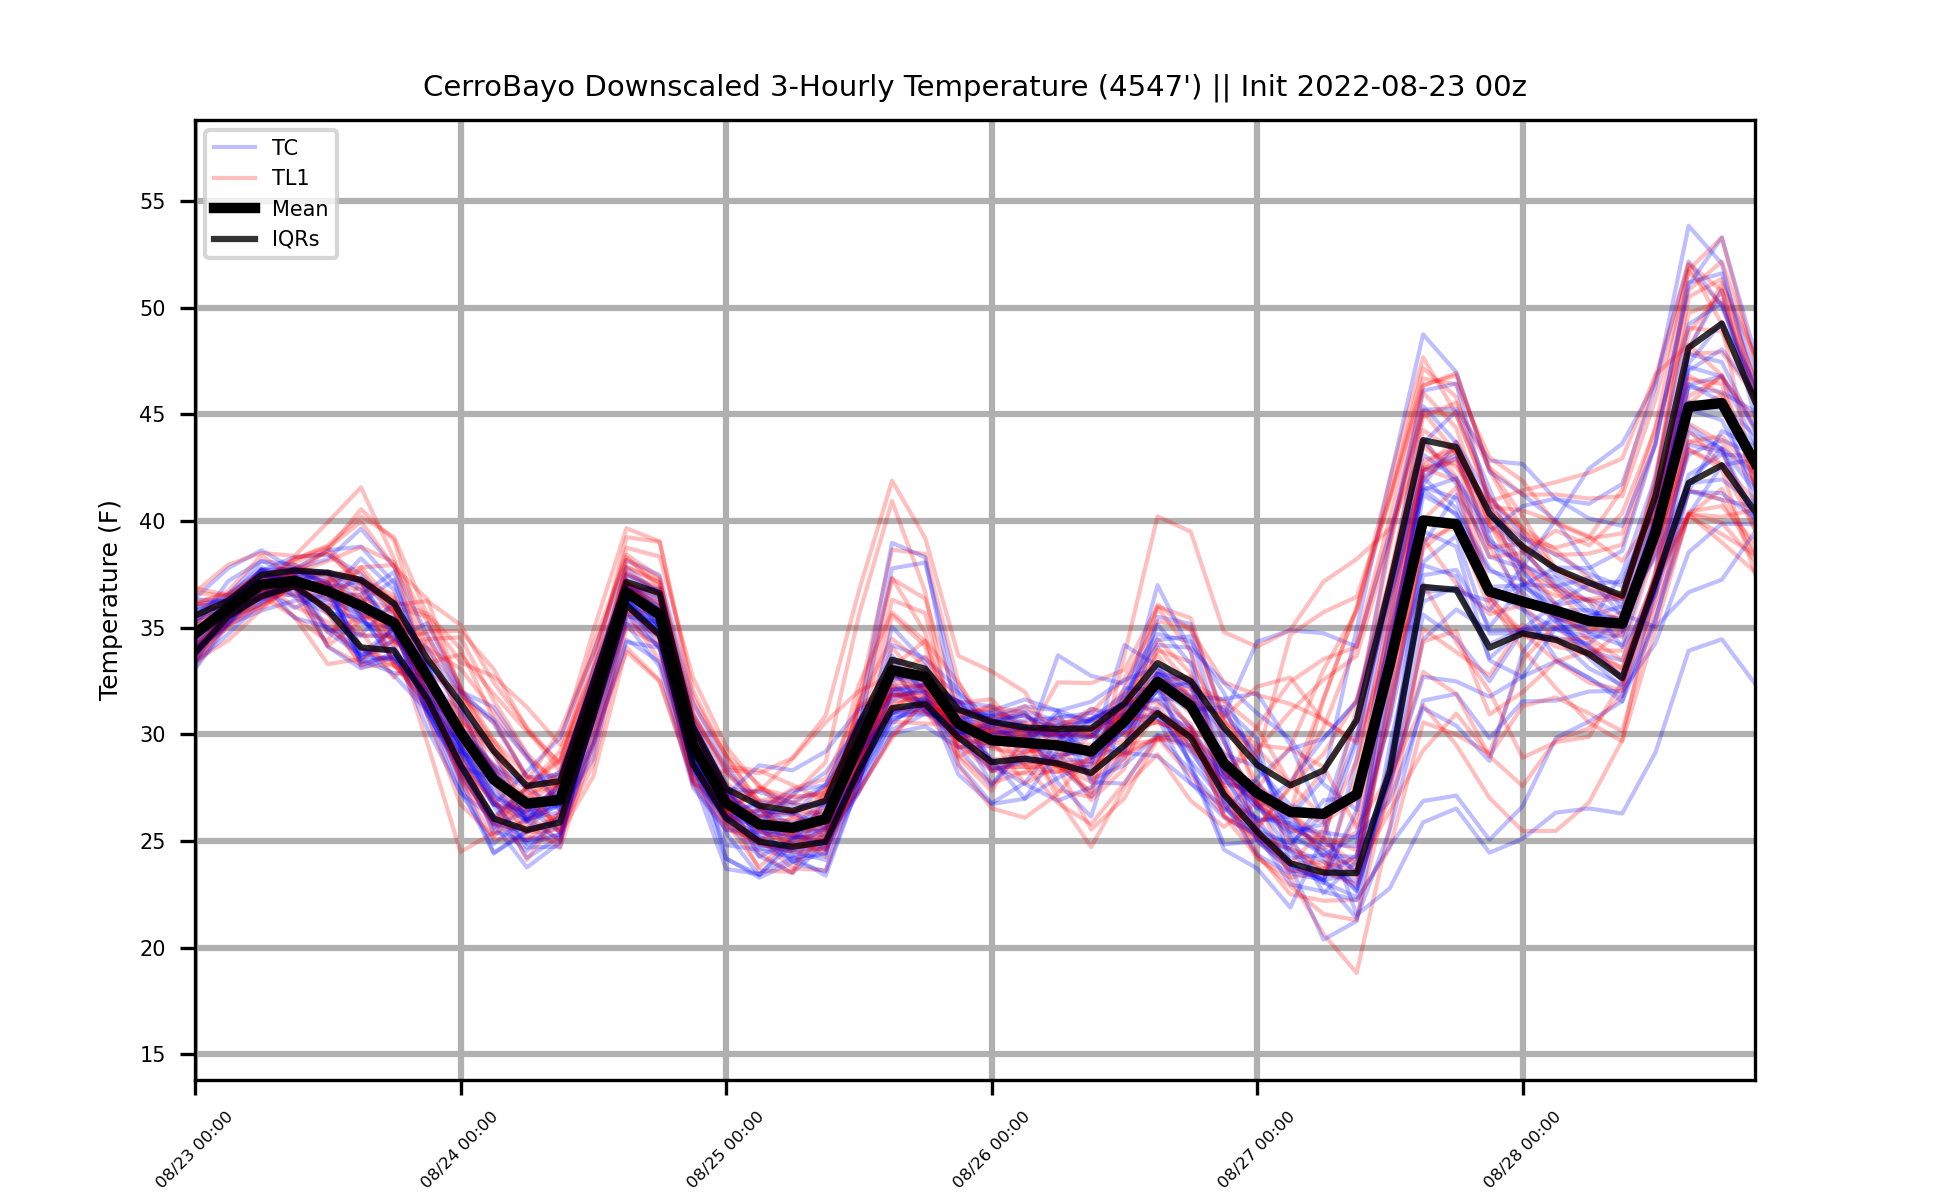 CerroBayo Downscaled 3-Hourly Temperature (4547') || Init 2022-08-23 00z
TC
TL1
Mean
IQRs
Temperature (F)
55
50
45
40
35
30
25
20
15
08/23 00:00
08/24 00:00
08/25 00:00
08/26 00:00
08/27 00:00
08/28 00:00